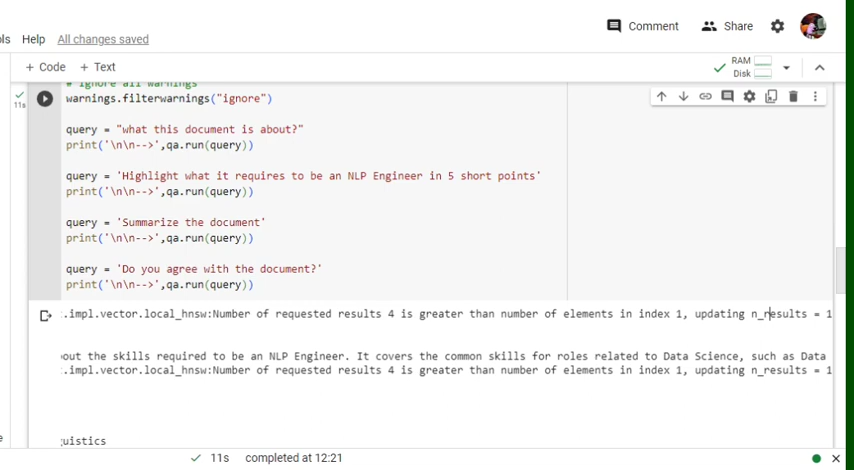 Comment
Share
Help
All changes saved
+ Code
+ Text
RAM
Disk
# Ignore all warnings
11s
warnings.filterwarnings("ignore")
query = "what this document is about?"
print('\n\n-->',qa.run(query))
query = 'Highlight what it requires to be an NLP Engineer in 5 short points'
print('\n\n-->',qa.run(query))
query = 'Summarize the document'
print('\n\n-->',qa.run(query))
query = 'Do you agree with the document?'
print('\n\n-->',qa.run(query))
.impl.vector.local_hnsw:Number of requested results 4 is greater than number of elements in index 1, updating n_results = 1
out the skills required to be an NLP Engineer. It covers the common skills for roles related to Data Science, such as Data
.impl.vector.local_hnsw:Number of requested results 4 is greater than number of elements in index 1, updating n_results = 1
guistics
11s completed at 12:21